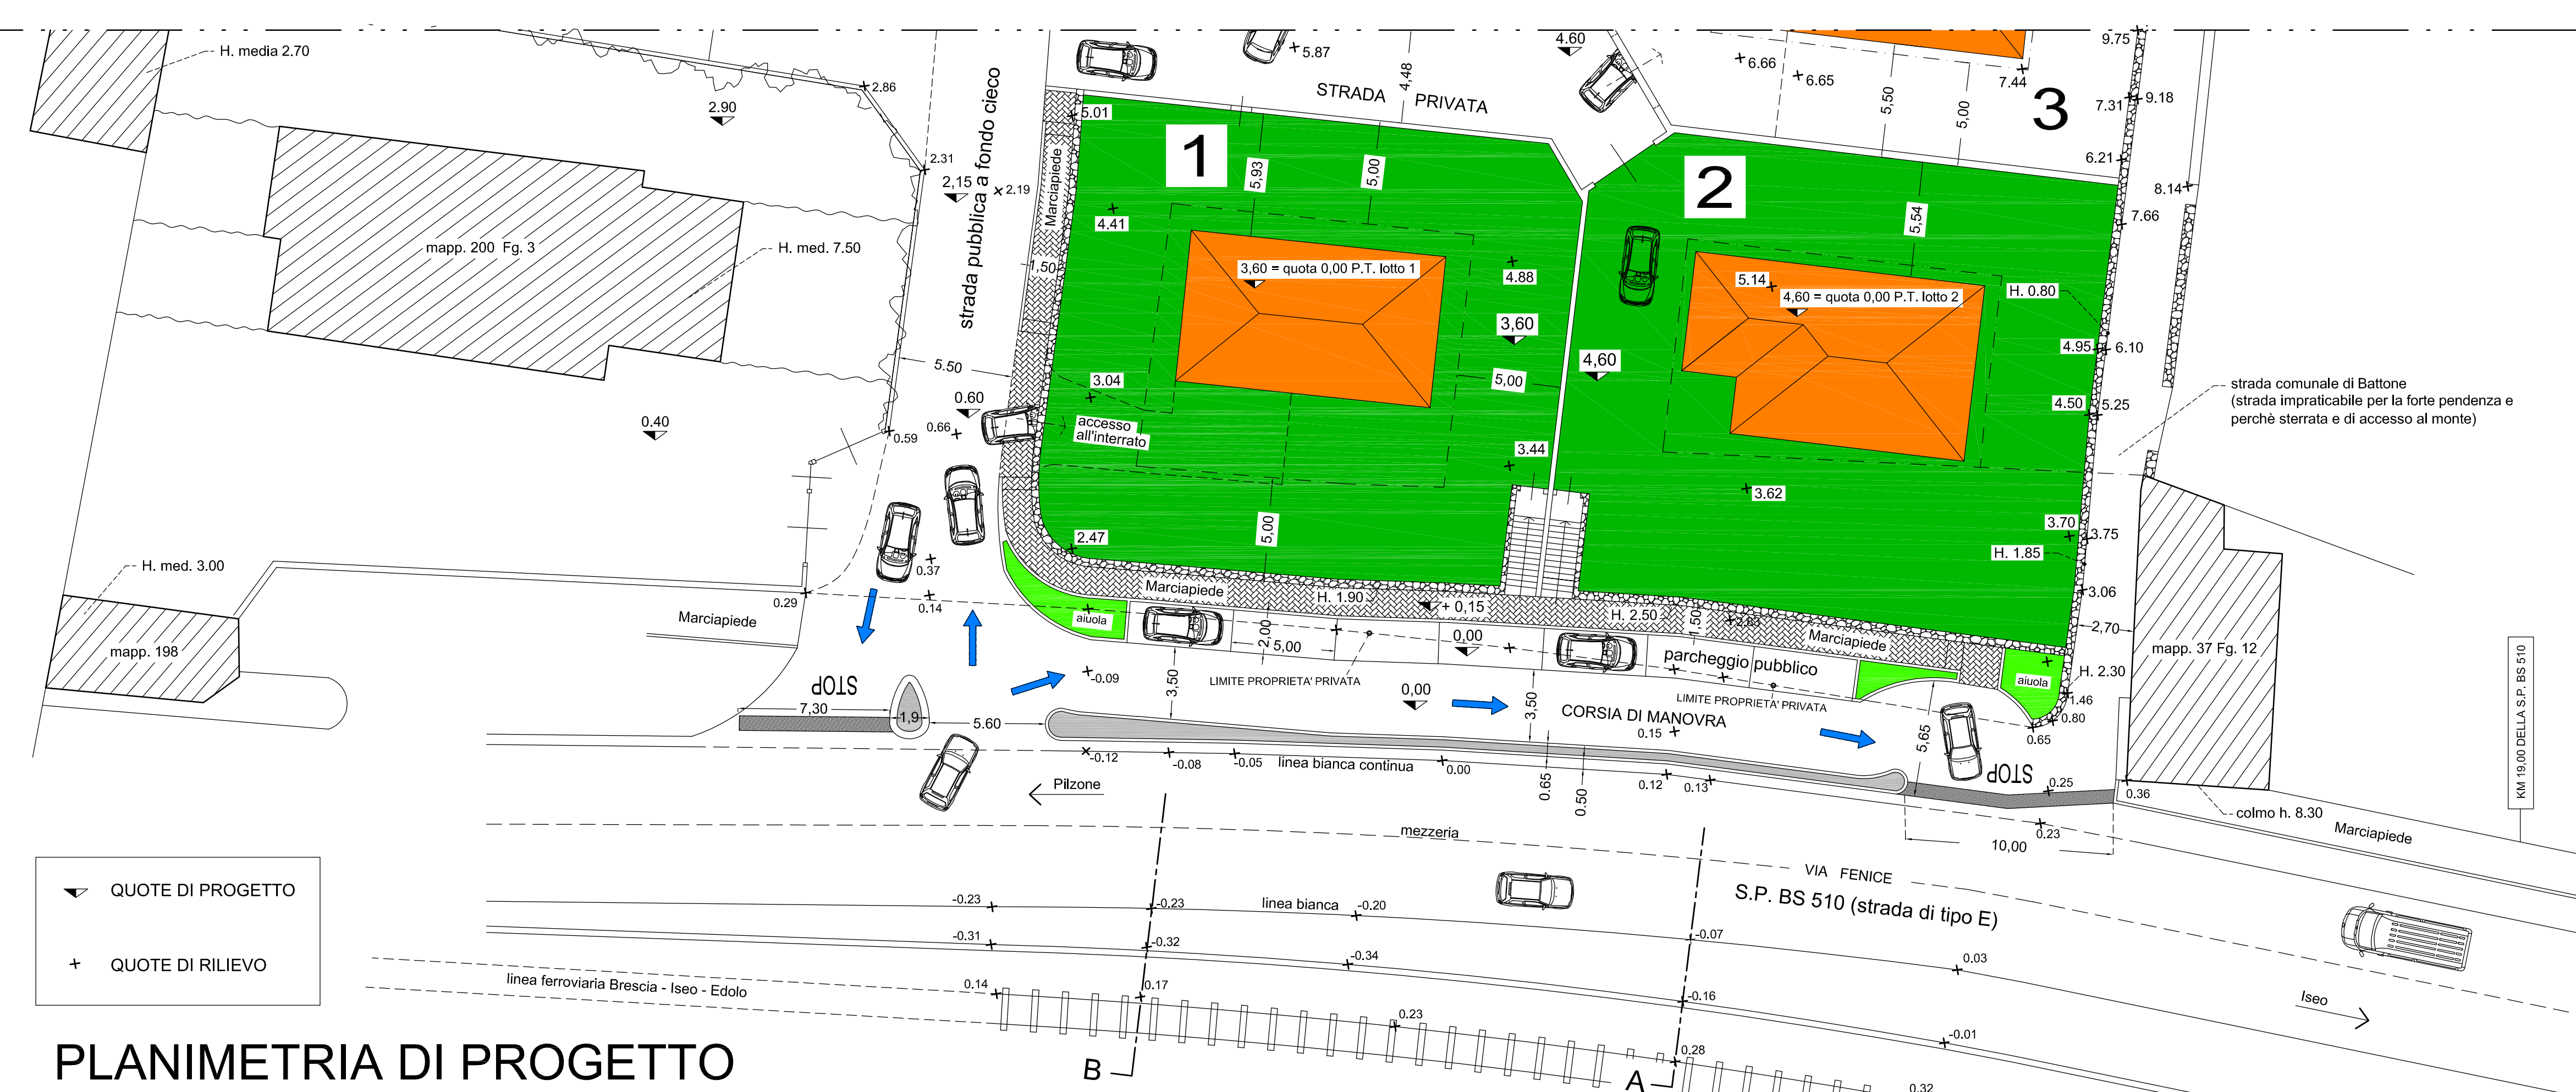 H. media 2.70
2.86
2.90
2.31
2,15
2.19
strada pubblica a fondo cieco
5.01
Marciapiede
1
5,93
5,00
4.41
5.87
4,48
STRADA PRIVATA
4.60
6.66
6.65
5,50
5,00
7.44
3
9.75
7.31
9.18
6.21
8.14
7.66
2
5,54
mapp. 200 Fg. 3
H. med. 7.50
1,50
3,60 = quota 0,00 P.T. lotto 1
4.88
3,60
5,00
4,60
5.14
4,60 = quota 0,00 P.T. lotto 2
H. 0.80
4.95
6.10
4.50
5.25
strada comunale di Battone
(strada impraticabile per la forte pendenza e
perchè sterrata e di accesso al monte)
5.50
0.60
0.66
0.59
0.40
3.04
accesso
all'interrato
3.44
3.62
5,00
2.47
3.70
3.75
H. 1.85
3.06
2,70
H. med. 3.00
mapp. 198
0.29
Marciapiede
0.37
0.14
aiuola
Marciapiede
H. 1.90
+ 0,15
H. 2.50
1.50
2.83
Marciapiede
2,00
5,00
0,00
parcheggio pubblico
aiuola
H. 2.30
1.46
0.80
0.65
mapp. 37 Fg. 12
KM 19,00 DELLA S.P. BS 510
STOP
7,30
1,9
5.60
-0.09
3,50
LIMITE PROPRIETA' PRIVATA
0,00
3,50
LIMITE PROPRIETA' PRIVATA
CORSIA DI MANOVRA
0.15
5,65
STOP
0.25
0.36
-0.12
-0.08
-0.05
linea bianca continua
0.00
0.65
0.50
0.12
0.13
0.23
10,00
colmo h. 8.30
Marciapiede
Pilzone
mezzeria
VIA FENICE
S.P. BS 510 (strada di tipo E)
-0.23
-0.23
linea bianca
-0.20
-0.07
0.03
-0.31
-0.32
-0.34
-0.16
-0.01
Iseo
linea ferroviaria Brescia - Iseo - Edolo
0.14
0.17
0.23
0.28
0.32
B
A
QUOTE DI PROGETTO
QUOTE DI RILIEVO
PLANIMETRIA DI PROGETTO